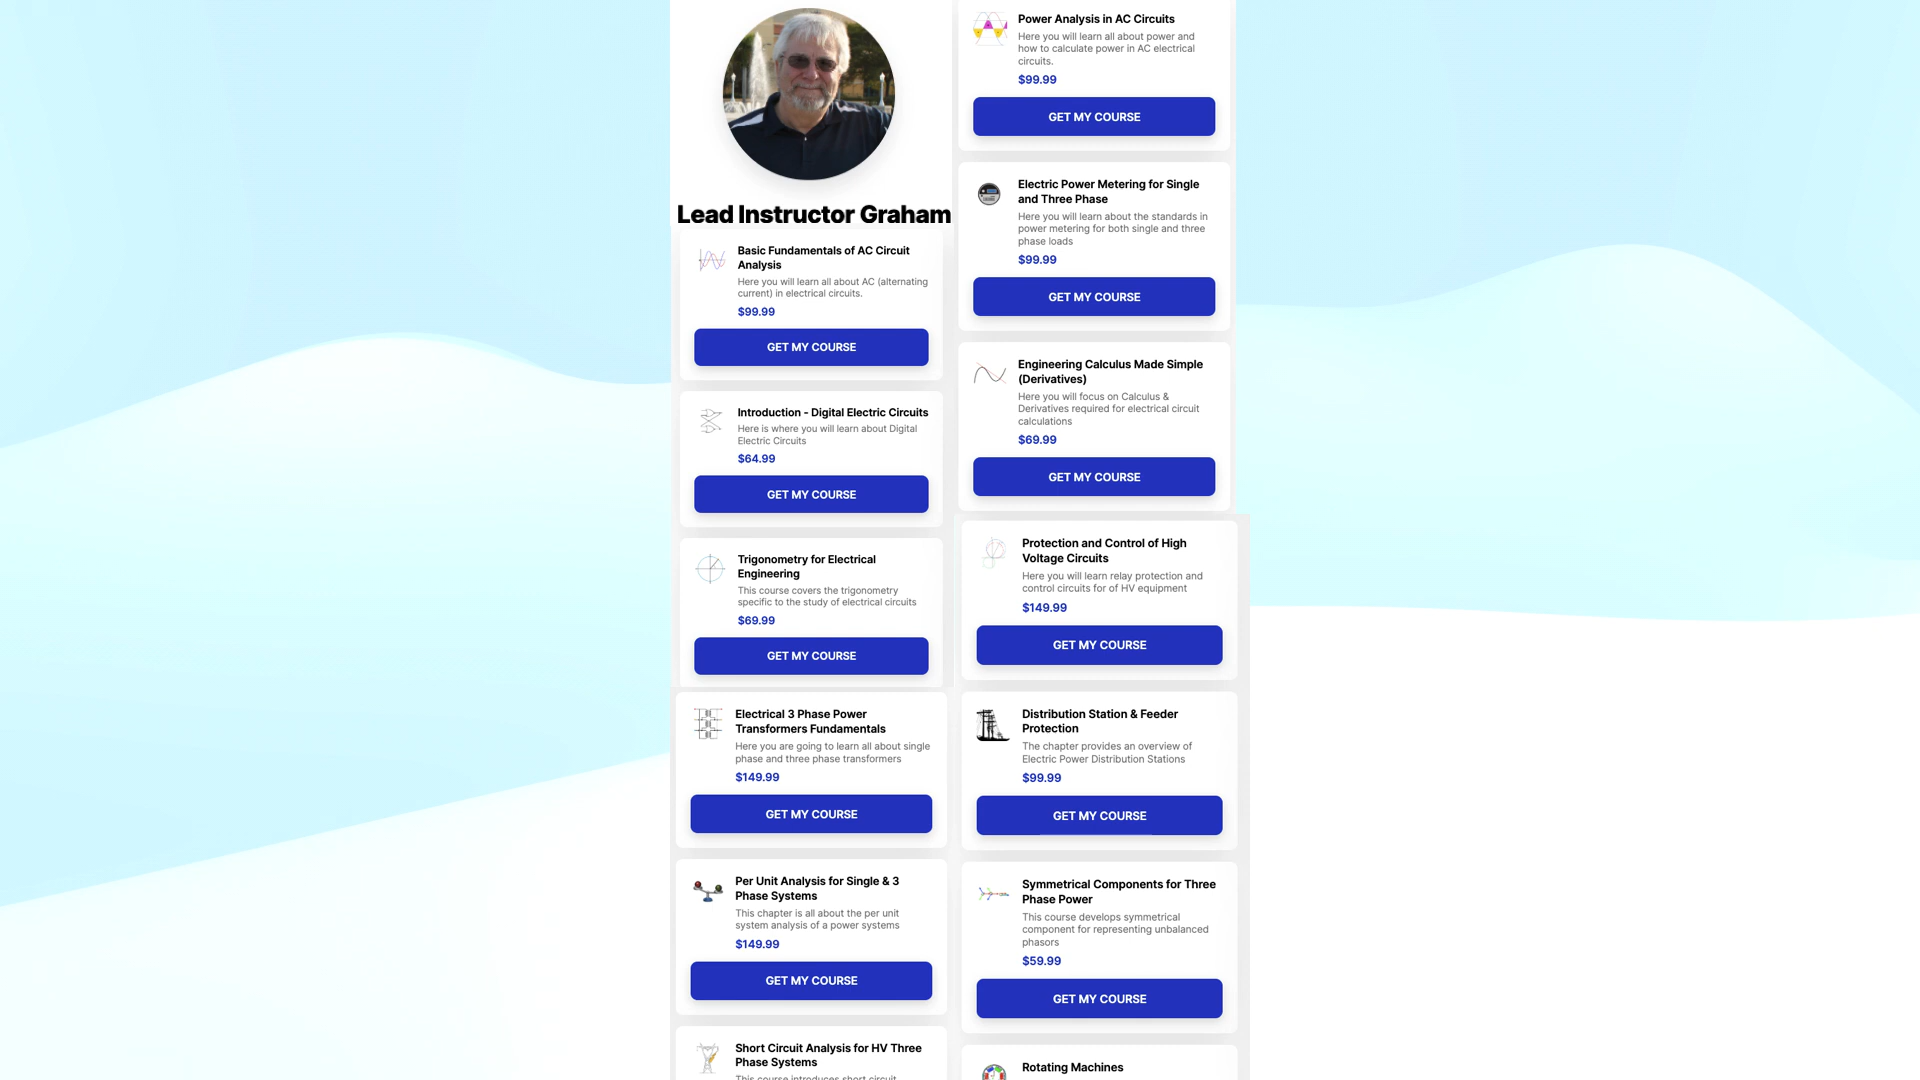 Lead Instructor Graham
Basic Fundamentals of AC Circuit
Analysis
Here you will learn all about AC (alternating
current) in electrical circuits.
$99.99
GET MY COURSE
Introduction - Digital Electric Circuits
Here is where you will learn about Digital
Electric Circuits
$64.99
GET MY COURSE
Trigonometry for Electrical
Engineering
This course covers the trigonometry
specific to the study of electrical circuits
$69.99
GET MY COURSE
Electrical 3 Phase Power
Transformers Fundamentals
Here you are going to learn all about single
phase and three phase transformers
$149.99
GET MY COURSE
Per Unit Analysis for Single & 3
Phase Systems
This chapter is all about the per unit
system analysis of a power systems
$149.99
GET MY COURSE
Short Circuit Analysis for HV Three
Phase Systems
This course introduces short circuit
Power Analysis in AC Circuits
Here you will learn all about power and
how to calculate power in AC electrical
circuits.
$99.99
GET MY COURSE
Electric Power Metering for Single
and Three Phase
Here you will learn about the standards in
power metering for both single and three
phase loads
$99.99
GET MY COURSE
Engineering Calculus Made Simple
(Derivatives)
Here you will focus on Calculus &
Derivatives required for electrical circuit
calculations
$69.99
GET MY COURSE
Protection and Control of High
Voltage Circuits
Here you will learn relay protection and
control circuits for of HV equipment
$149.99
GET MY COURSE
Distribution Station & Feeder
Protection
The chapter provides an overview of
Electric Power Distribution Stations
$99.99
GET MY COURSE
Symmetrical Components for Three
Phase Power
This course develops symmetrical
component for representing unbalanced
phasors
$59.99
GET MY COURSE
Rotating Machines